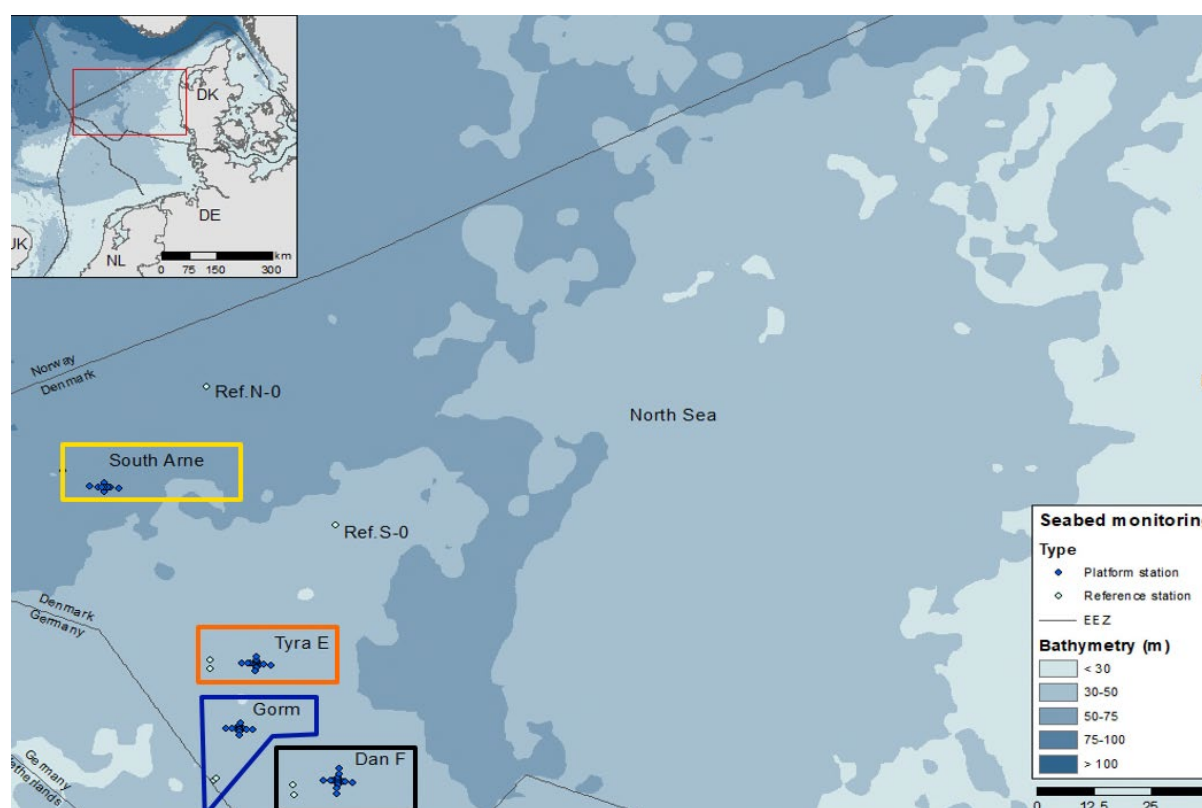 DK
DE
UK
NL
km
0 75 150 300
Norway
Denmark
Ref.N-0
North Sea
South Arne
Ref.S-0
Denmark
Germany
Tyra E
Gorm
Dan F
Germany
Netherlands
Seabed monitoring
Type
Platform station
Reference station
EEZ
Bathymetry (m)
< 30
30-50
50-75
75-100
> 100
0 12.5 25